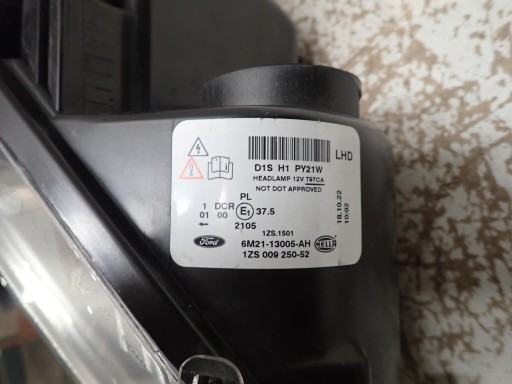 LHD
D1S H1 PY21W
HEADLAMP 12V T97CA
NOT DOT APPROVED
18.10.22
10:02
PL
1 DCR E1 37.5
01 00
2105
1ZS.1501
Ford 6M21-13005-AH HELLA
1ZS 009 250-52